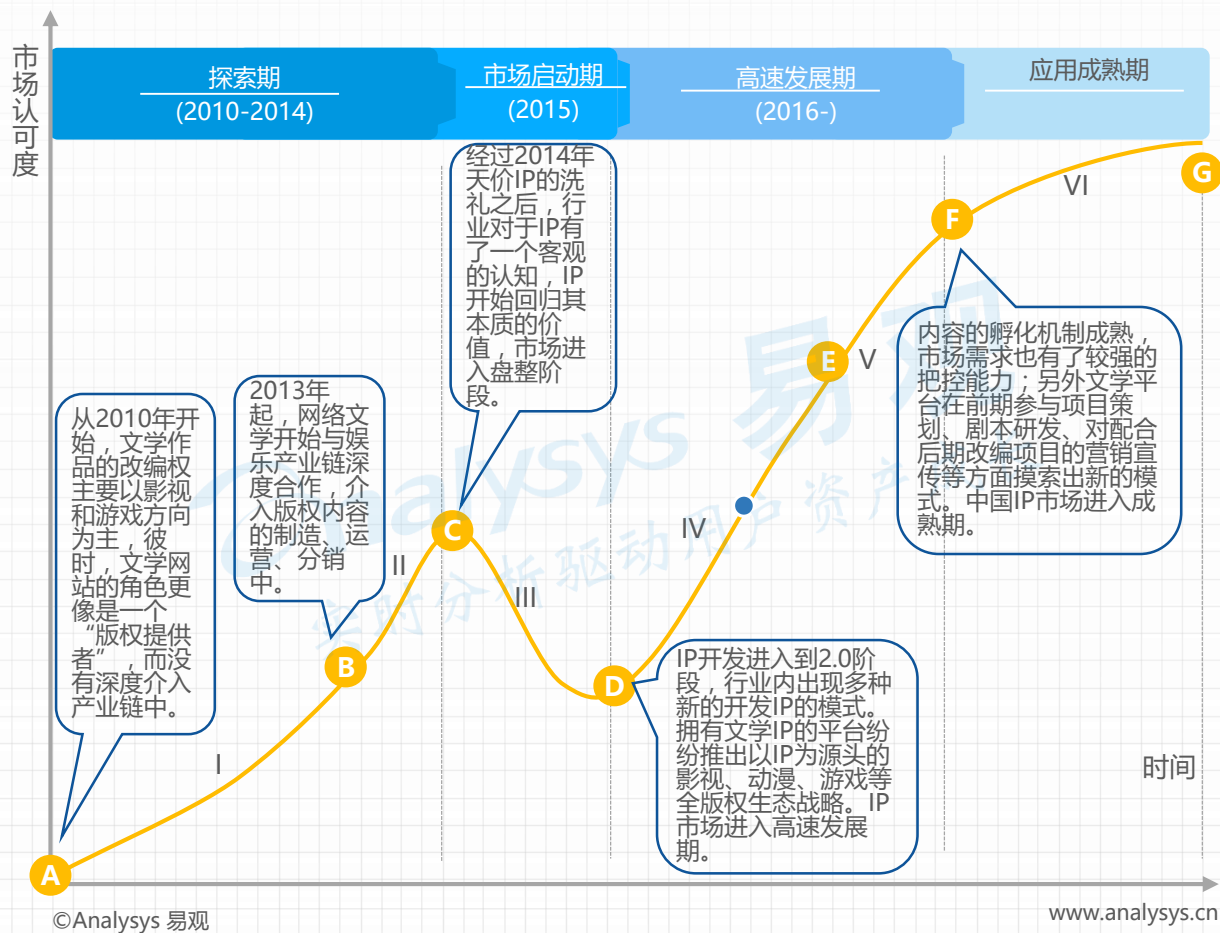 市场认可度
探索期
(2010-2014)
市场启动期
(2015)
高速发展期
(2016-)
应用成熟期
从2010年开
始，文学作
品的改编权
主要以影视
和游戏方向
为主，彼
时，文学网
站的角色更
像是一个
“版权提供
者”，而没
有深度介入
产业链中。
2013年
起，网络文
学开始与娱
乐产业链深
度合作，介
入版权内容
的制造、运
营、分销
中。
经过2014年
天价IP的洗
礼之后，行
业对于IP有
了一个客观
的认知，IP
开始回归其
本质的价
值，市场进
入盘整阶
段。
IP开发进入到2.0阶
段，行业内出现多种
新的开发IP的模式。
拥有文学IP的平台纷
纷推出以IP为源头的
影视、动漫、游戏等
全版权生态战略。IP
市场进入高速发展
期。
内容的孵化机制成熟，
市场需求也有了较强的
把控能力；另外文学平
台在前期参与项目策
划、剧本研发、对配合
后期改编项目的营销宣
传等方面摸索出新的模
式。中国IP市场进入成
熟期。
A
I
B
II
C
III
D
IV
E
V
F
VI
G
时间
Analysys 易观
实时分析驱动用户资产
©Analysys 易观
www.analysys.cn